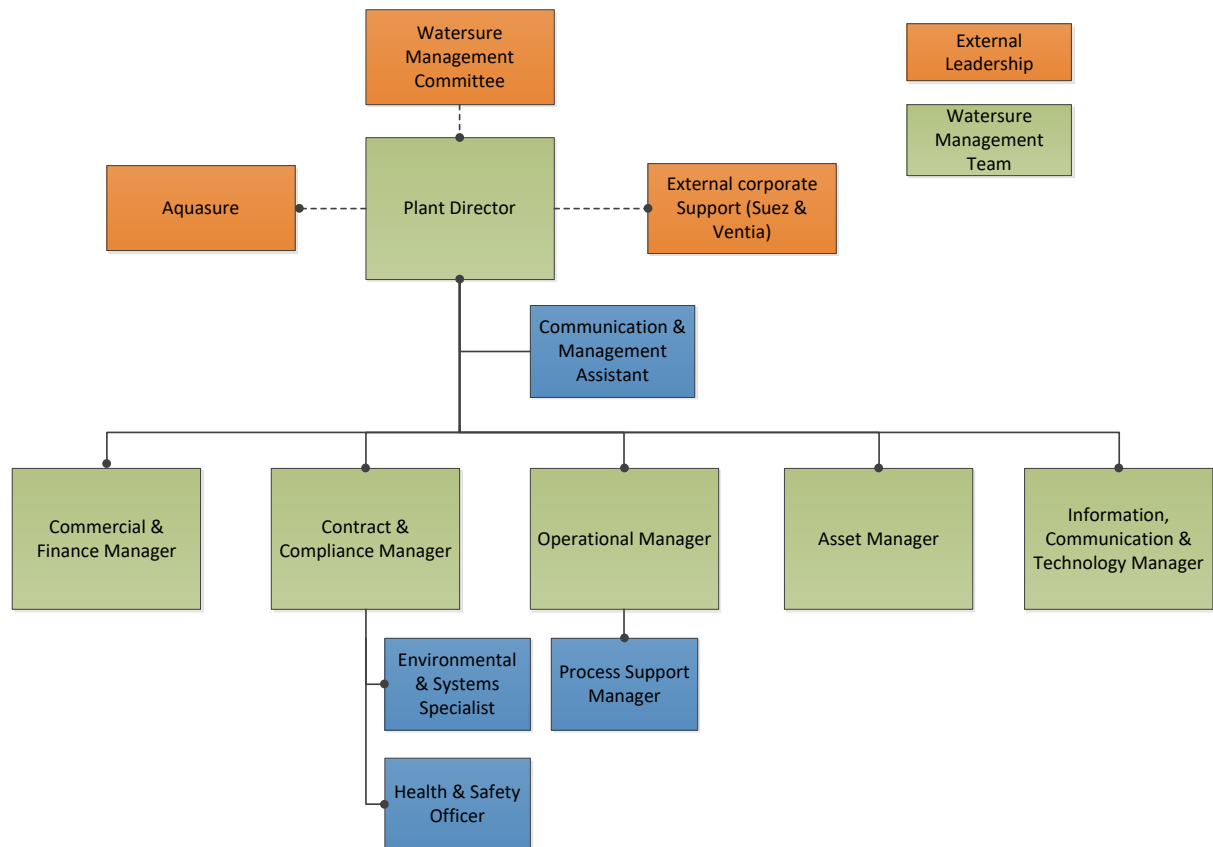 Watersure
Management
Committee
External
Leadership
Watersure
Management
Team
Aquasure
Plant Director
External corporate
Support (Suez &
Ventia)
Communication &
Management
Assistant
Commercial &
Finance Manager
Contract &
Compliance Manager
Operational Manager
Asset Manager
Information,
Communication &
Technology Manager
Environmental
& Systems
Specialist
Process Support
Manager
Health & Safety
Officer